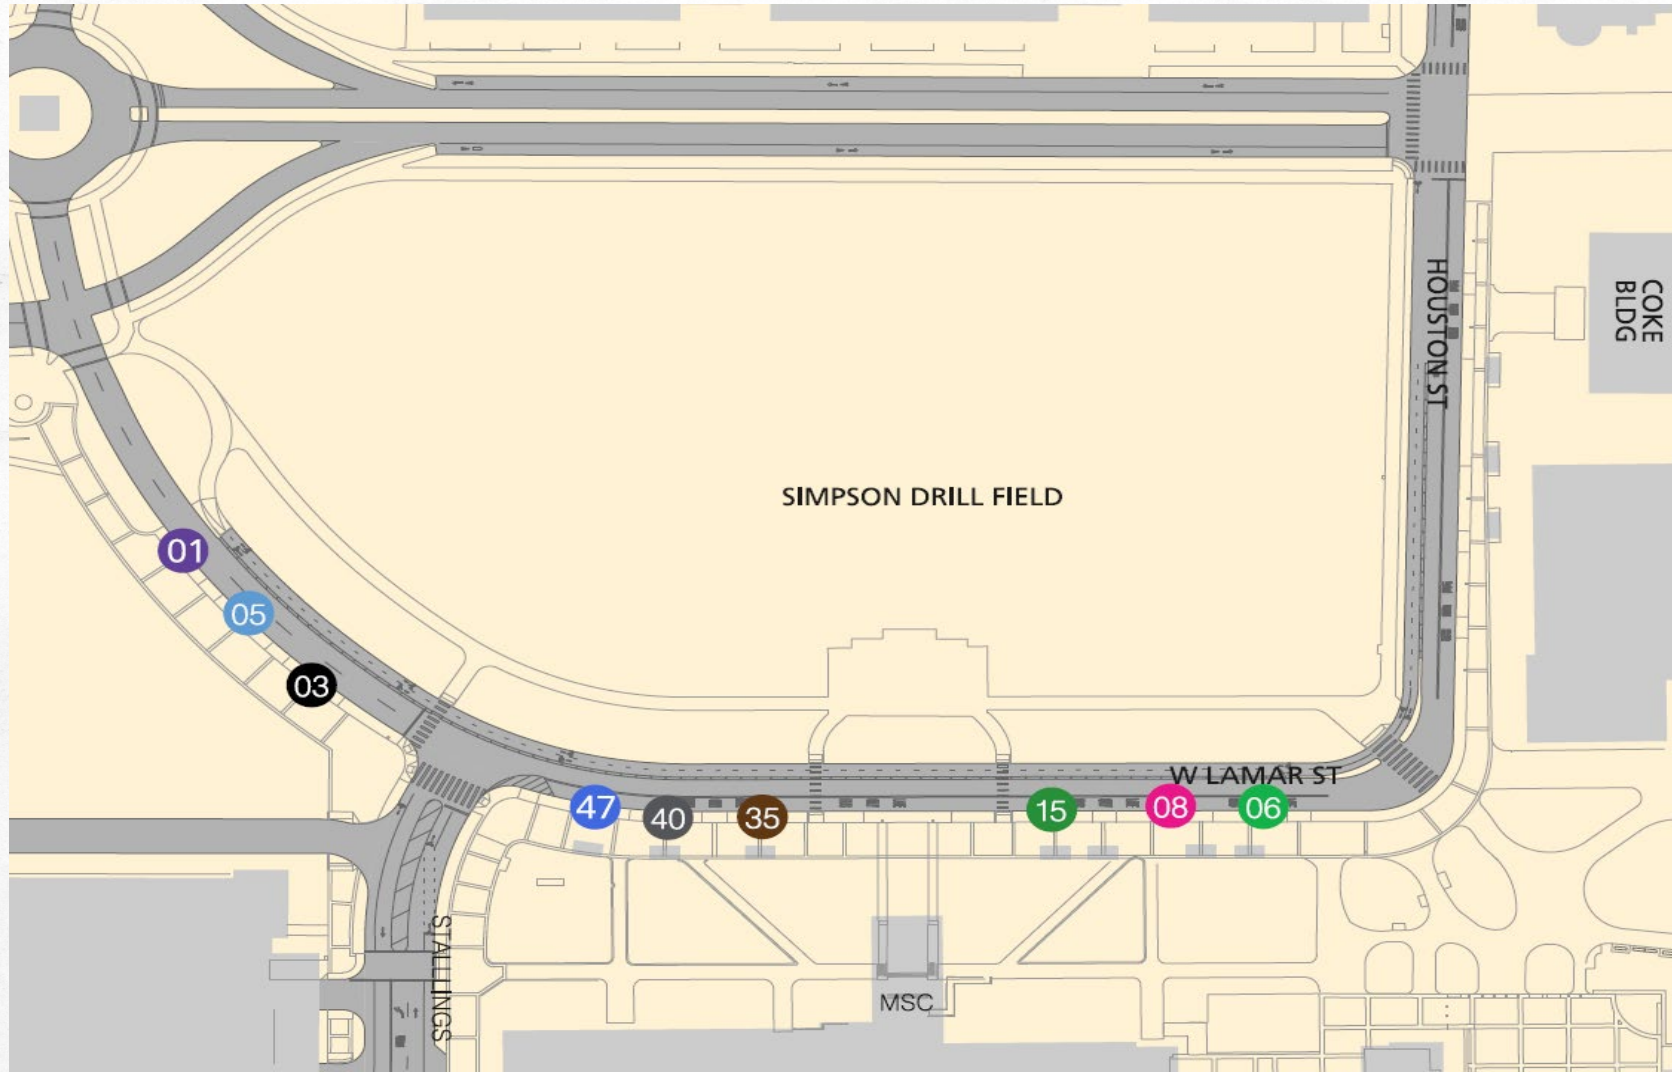 HOUSTON ST
COKE
BLDG
SIMPSON DRILL FIELD
01
05
03
W LAMAR ST
47
40
35
15
08
06
STALLINGS
MSC